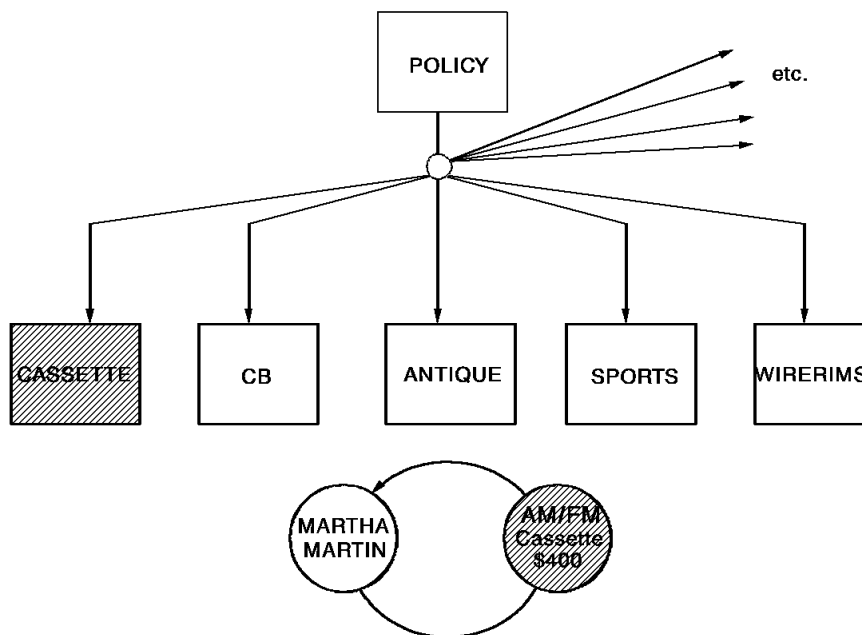 POLICY
etc.
CASSETTE
CB
ANTIQUE
SPORTS
WIRERIMS
MARTHA
MARTIN
AM/FM
Cassette
$400